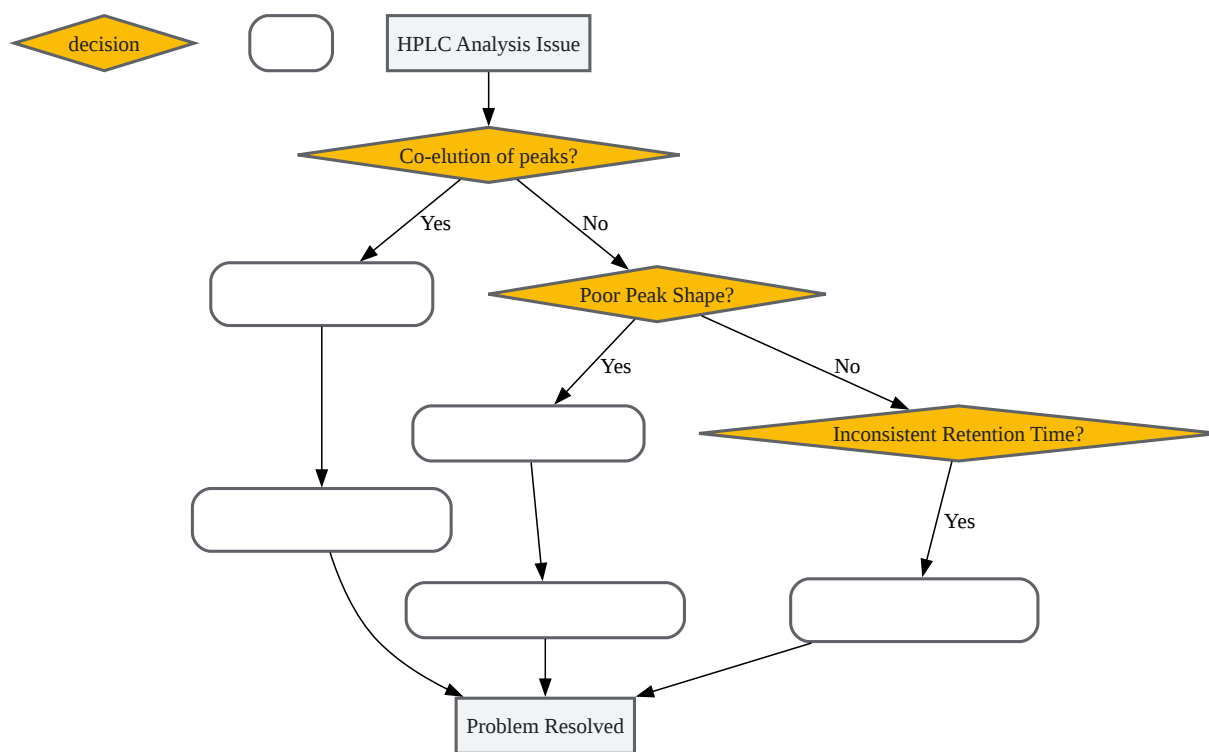 decision
HPLC Analysis Issue
Co-elution of peaks?
Yes
No
Poor Peak Shape?
Yes
No
Inconsistent Retention Time?
Yes
Problem Resolved